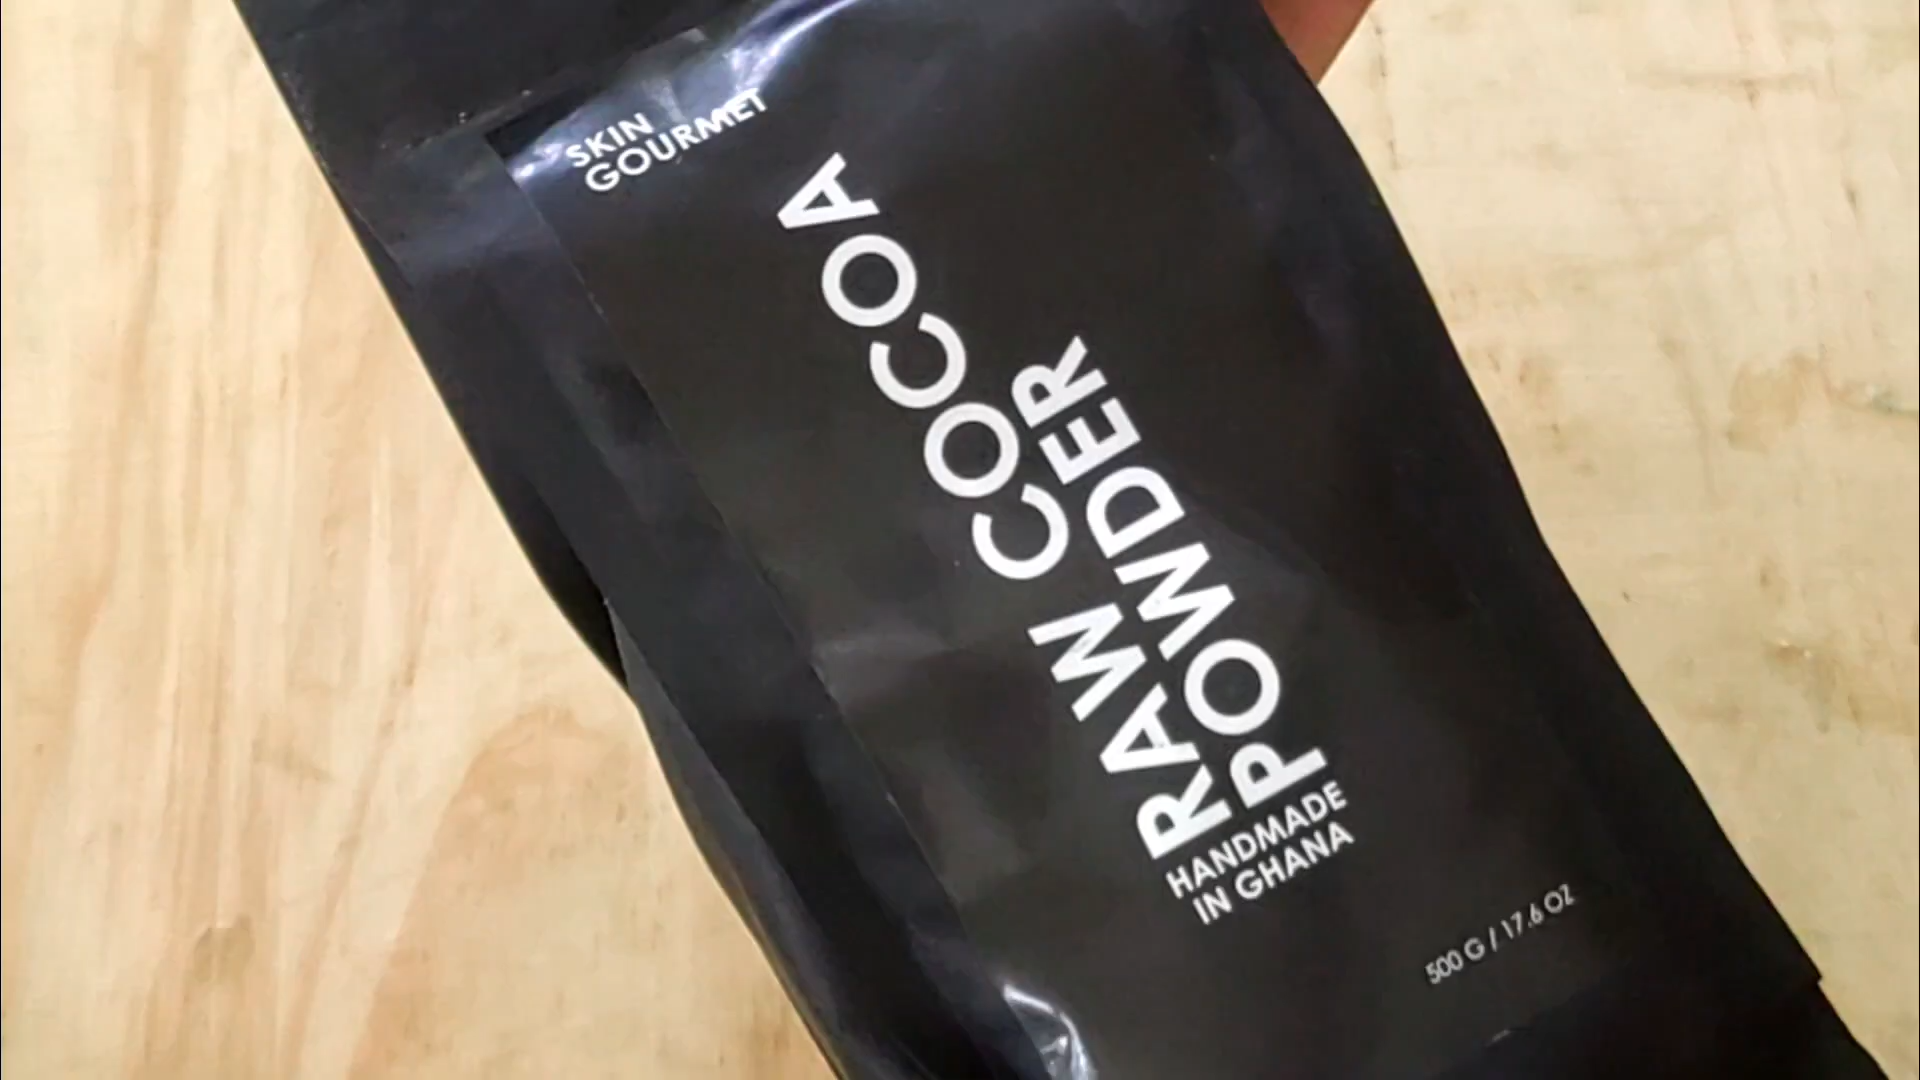 SKIN
GOURMET
RAW COCOA
POWDER
HANDMADE
IN GHANA
500 G / 17.6 OZ